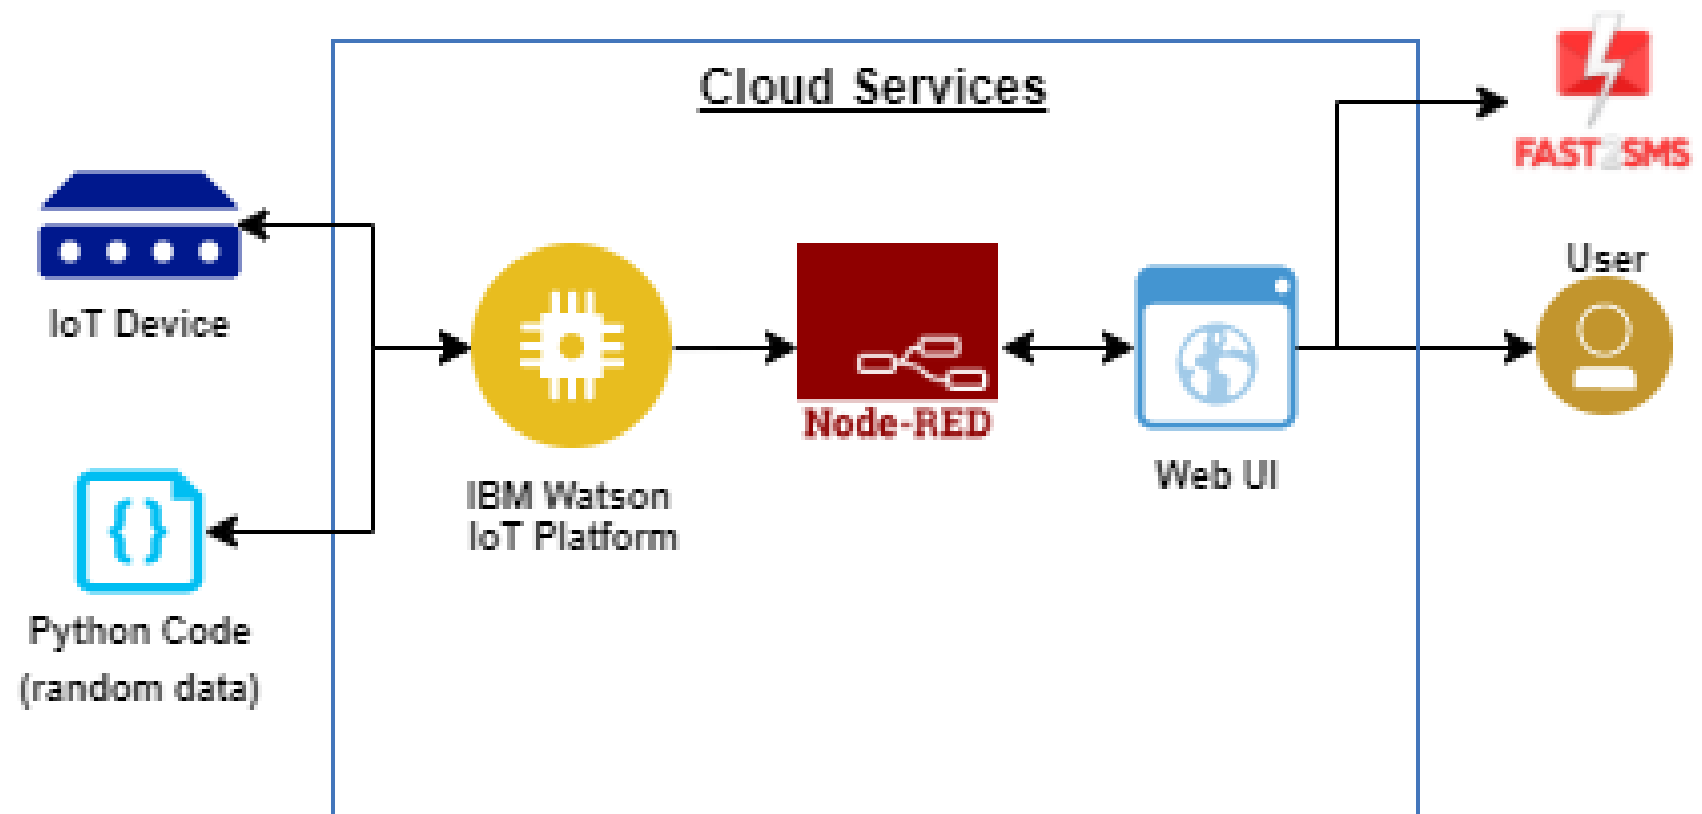 Cloud Services
FAST2SMS
User
IoT Device
Node-RED
Web UI
IBM Watson
IoT Platform
Python Code
(random data)